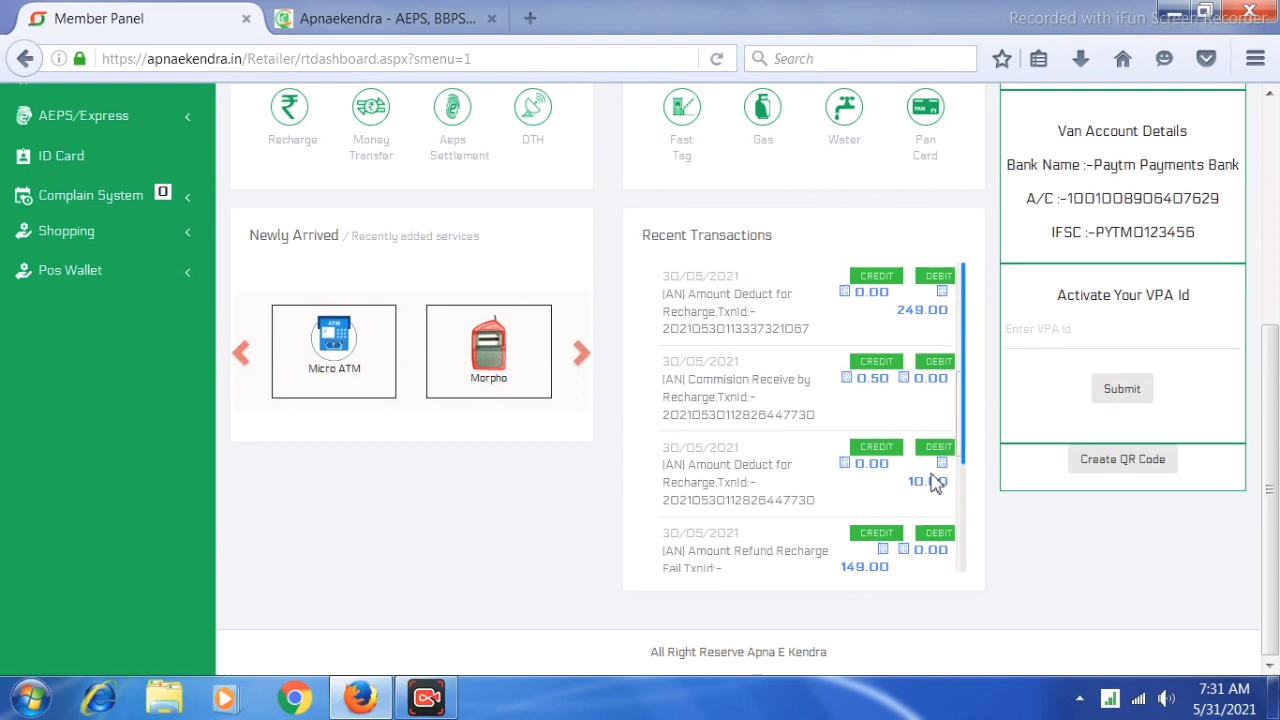 Member Panel
Apnaekendra - AEPS, BBPS...
Recorded with iFun Screen Recorder
https://apnaekendra.in/Retailer/rtdashboard.aspx?smenu=1
Search
AEPS/Express
ID Card
Complain System 0
Shopping
Pos Wallet
Recharge
Money
Transfer
Aeps
Settlement
DTH
Fast
Tag
Gas
Water
Pan
Card
Newly Arrived / Recently added services
Micro ATM
Morpho
Recent Transactions
30/05/2021 CREDIT DEBIT
[AN] Amount Deduct for 0.00
Recharge,TxnId:- 249.00
20210530113337321067
30/05/2021 CREDIT DEBIT
[AN] Commision Receive by 0.50 0.00
Recharge,TxnId:-
20210530112826447730
30/05/2021 CREDIT DEBIT
[AN] Amount Deduct for 0.00
Recharge,TxnId:-
20210530112826447730
30/05/2021 CREDIT DEBIT
[AN] Amount Refund Recharge 0.00
Fail TxnId:- 149.00
Van Account Details
Bank Name :-Paytm Payments Bank
A/C :-1001008906407629
IFSC :-PYTM0123456
Activate Your VPA Id
Enter VPA Id
Submit
Create QR Code
All Right Reserve Apna E Kendra
7:31 AM
5/31/2021